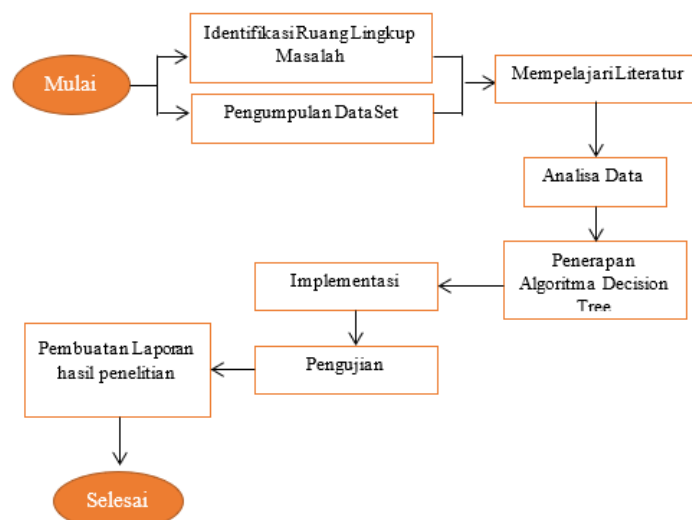 Mulai
Identifikasi Ruang Lingkup
Masalah
Pengumpulan Data Set
Mempelajari Literatur
Analisa Data
Penerapan
Algoritma Decision
Tree
Implementasi
Pengujian
Pembuatan Laporan
hasil penelitian
Selesai